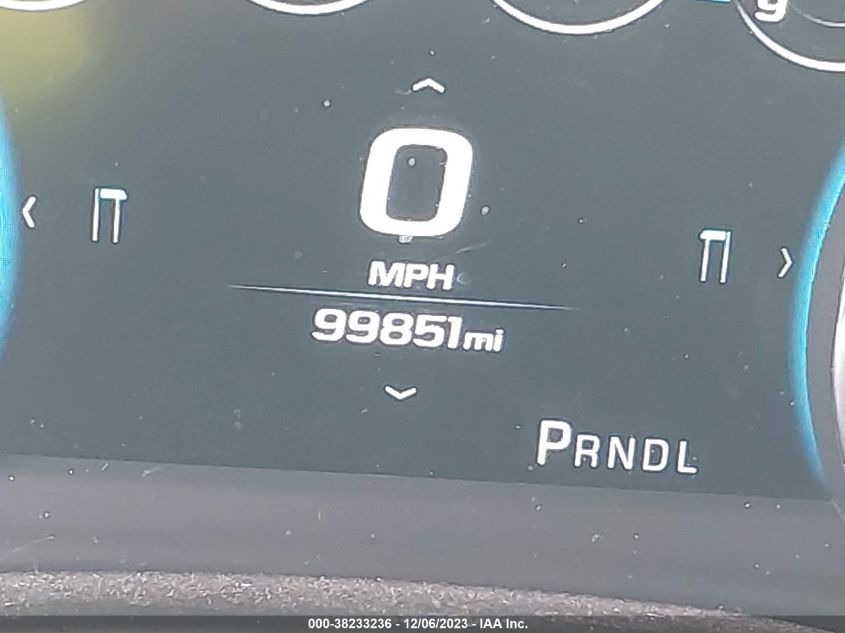 0
MPH
99851mi
PRNDL
000-38233236 - 12/06/2023 - IAA Inc.